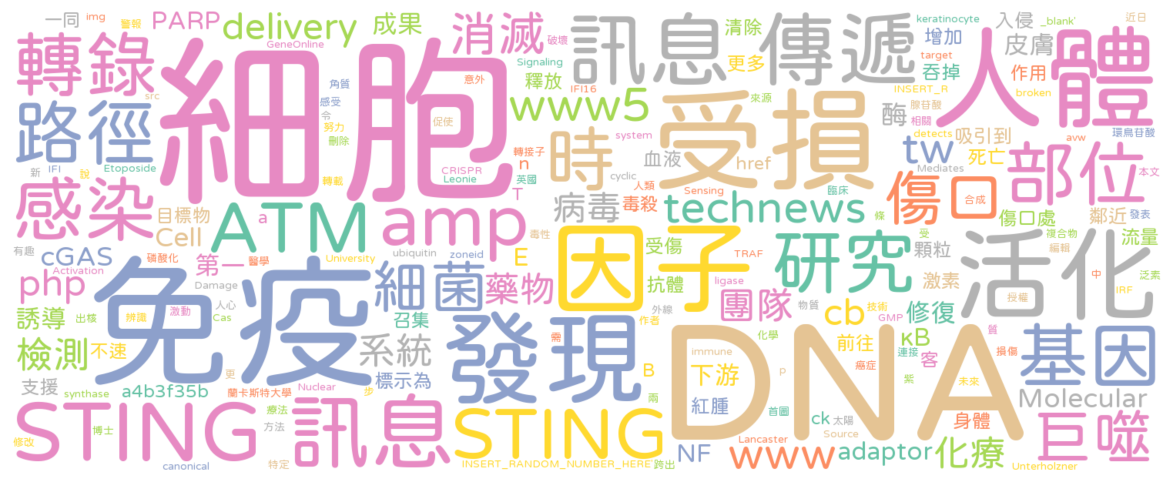 一同 img 醫報 PARP delivery 成果 消滅 破壞 訊息傳遞 清除 keratinocyte 入侵 _blank' 近日
GeneOnline 更多 增加 皮膚 人體
轉錄 細胞 角質 Signaling 釋放 target 吞掉 作用
src 感受 IFI16 來源 INSERT_R broken
路徑 令 努力 刪除 促使 www5 受損 酶 腺苷酸 相關 環鳥苷酸
新 IFI 說 Etoposide 轉載 CRISPR Leonie 轉接子 n 英國 時 system cyclic 血液 href detects Mediates 吸引到 tw 死亡 avw 部位 本文
感染 目標物 Cell ATM a amp T 病毒 毒殺 人類 Sensing technews 臨床 條 傷口 合成 傷口處 鄰近 發表
有趣 cGAS 磷酸化 第一 醫學 ubiquitin 毒性 E 因子 受傷 TRAF 研究 受 顆粒 複合物 編輯 流量
Activation University zoneid 抗體 ligase 激素 活化 中 IRF 泛素
php Damage 人心 免疫 細菌 藥物 外線 物質 團隊 技術 授權
誘導 出核 辨識 激動 Cas 召集 發現 需 作者 化學 cb GMP 修復 κB 質
檢測 不速 系統 immune 前往 連接 客 損傷 基因
支援 更 標示為 步 B 下游 P 癌症 紫 未來
synthase a4b3f35b 蘭卡斯特大學 Nuclear 兩 DNA Molecular
STING 訊息 療法 方法 STING 紅腫 首圖 ck 太陽 身體 巨噬
修改 博士 canonical 特定 INSERT_RANDOM_NUMBER_HERE 跨出 NF Lancaster www Source adaptor 化療 Unterholzner